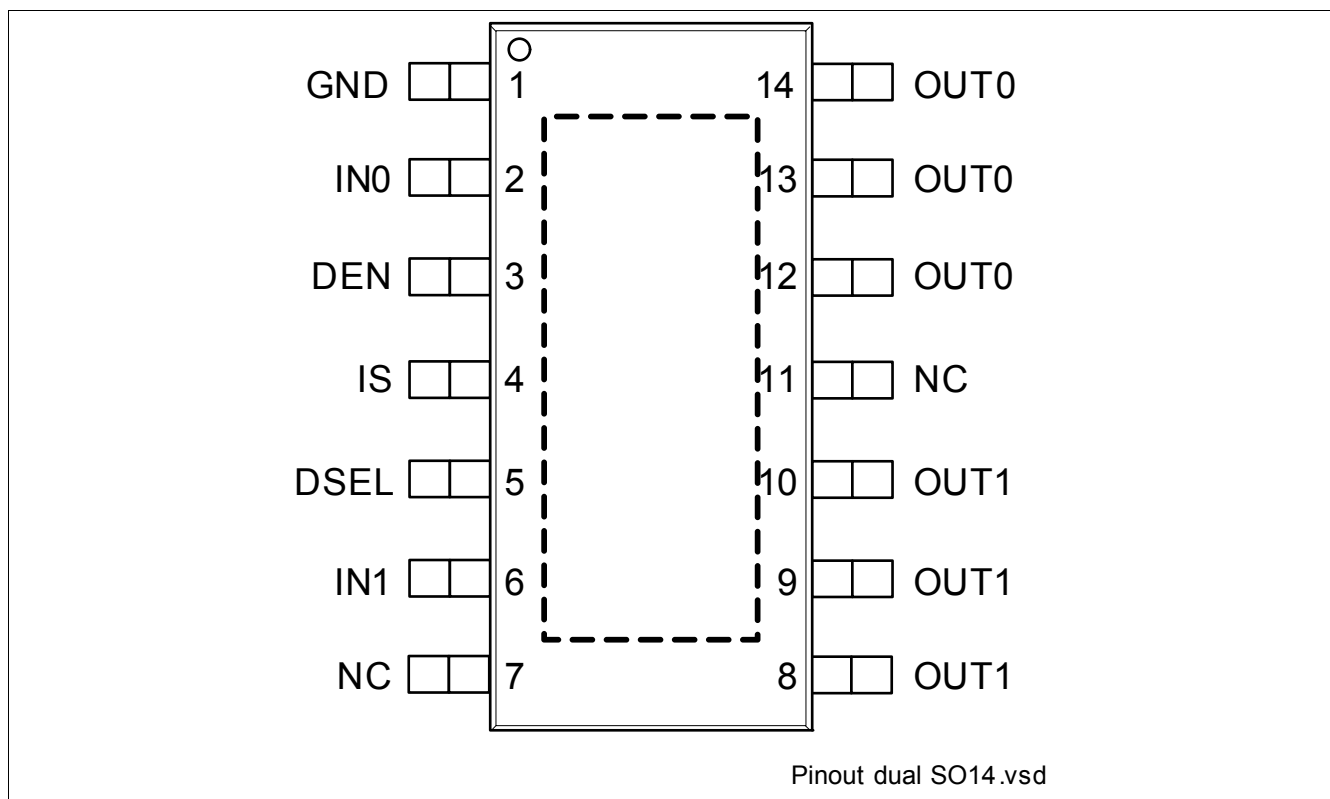 GND 1 14 OUT0
IN0 2 13 OUT0
DEN 3 12 OUT0
IS 4 11 NC
DSEL 5 10 OUT1
IN1 6 9 OUT1
NC 7 8 OUT1
Pinout dual SO14.vsd